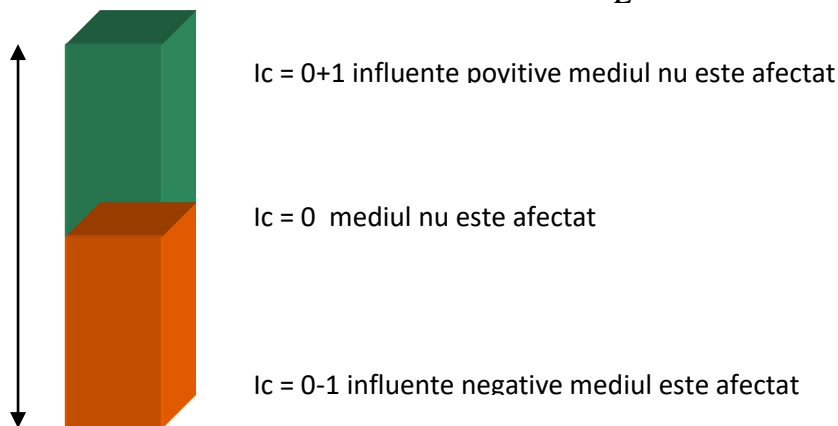 E
Ic = 0+1 influente povitive mediul nu este afectat
Ic = 0  mediul nu este afectat
Ic = 0-1 influente negative mediul este afectat